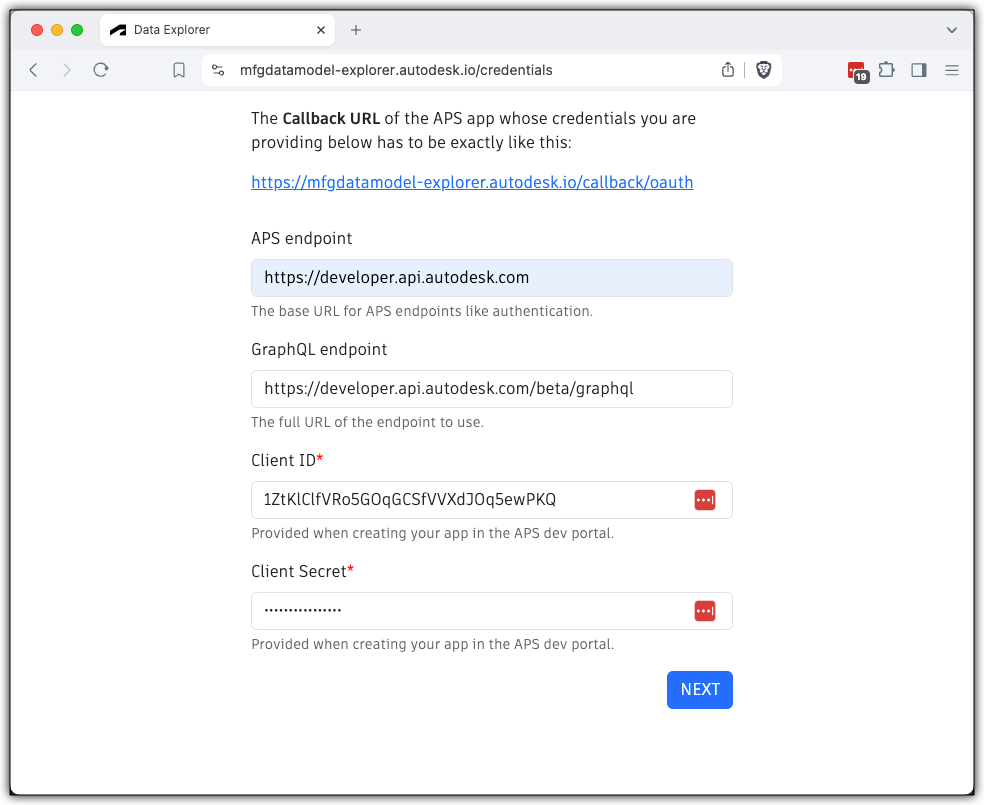 Data Explorer
mfgdatamodel-explorer.autodesk.io/credentials
19
The Callback URL of the APS app whose credentials you are
providing below has to be exactly like this:
https://mfgdatamodel-explorer.autodesk.io/callback/oauth
APS endpoint
https://developer.api.autodesk.com
The base URL for APS endpoints like authentication.
GraphQL endpoint
https://developer.api.autodesk.com/beta/graphql
The full URL of the endpoint to use.
Client ID*
1ZtKlClfVRo5GOqGCSfVVXdJOq5ewPKQ
Provided when creating your app in the APS dev portal.
Client Secret*
••••••••••••••••
Provided when creating your app in the APS dev portal.
NEXT